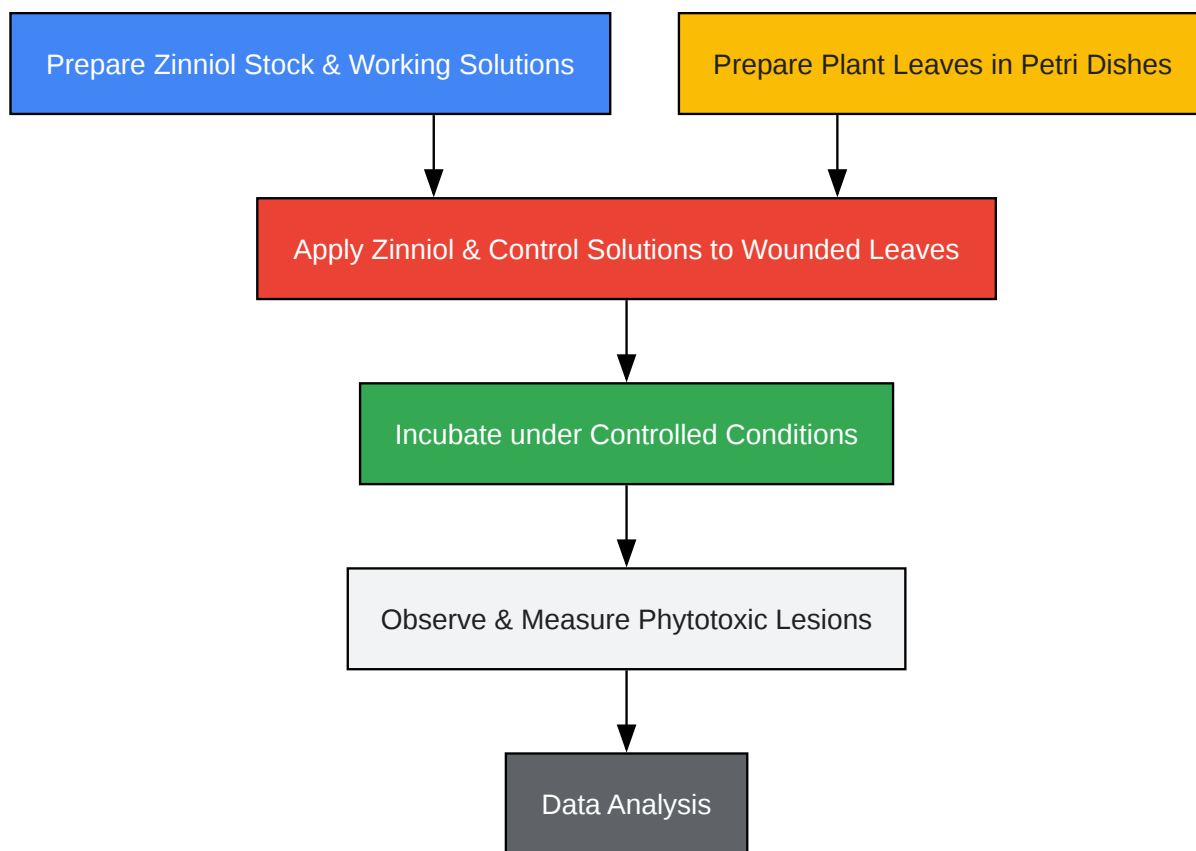 Prepare Zinniol Stock & Working Solutions
Prepare Plant Leaves in Petri Dishes
Apply Zinniol & Control Solutions to Wounded Leaves
Incubate under Controlled Conditions
Observe & Measure Phytotoxic Lesions
Data Analysis